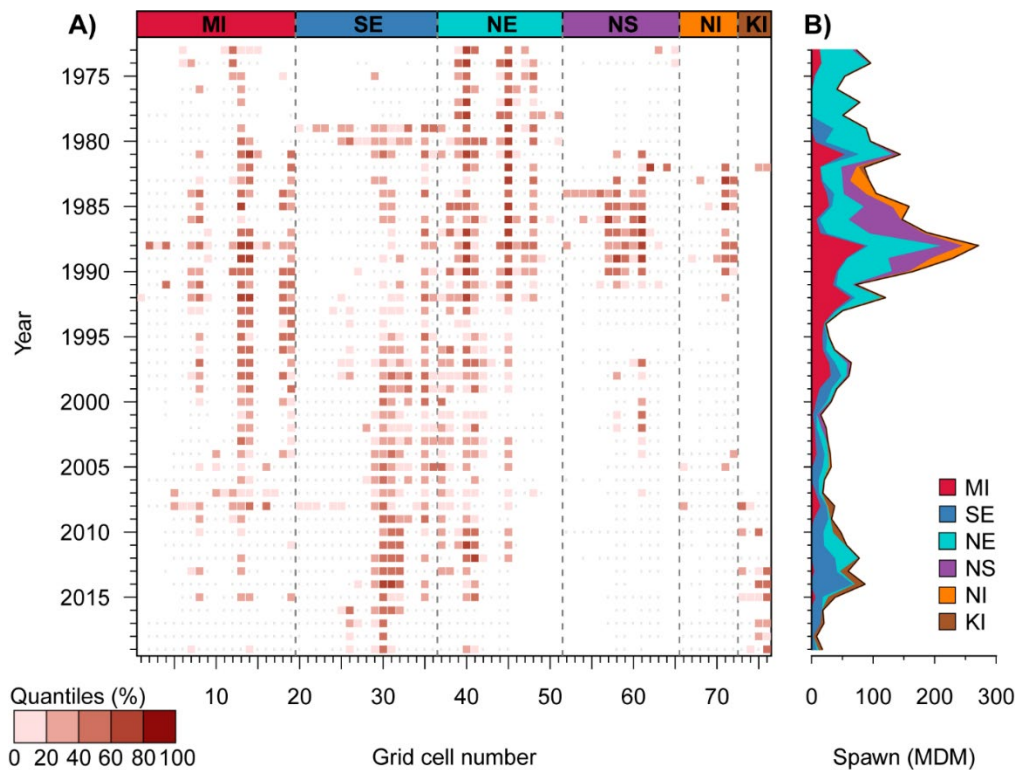 A) MI SE NE NS NI KI B)
1975
1980
1985
1990
1995
2000
2005
2010
2015
Year
10 20 30 40 50 60 70
Grid cell number
Quantiles (%)
0 20 40 60 80 100
MI
SE
NE
NS
NI
KI
0 100 200 300
Spawn (MDM)